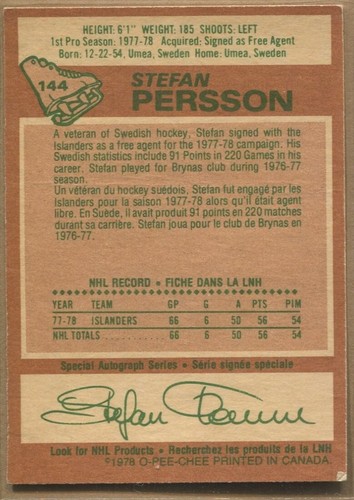 HEIGHT: 6'1" WEIGHT: 185 SHOOTS: LEFT
1st Pro Season: 1977-78 Acquired: Signed as Free Agent
Born: 12-22-54 Umea, Sweden Home: Umea, Sweden
144
STEFAN
PERSSON
A veteran of Swedish hockey, Stefan signed with the
Islanders as a free agent for the 1977-78 campaign. His
Swedish statistics include 91 Points in 220 Games in his
career. Stefan played for Brynas club during 1976-77
season.
Un vétéran du hockey suédois, Stefan fut engagé par les
Islanders pour la saison 1977-78 alors qu'il était agent
libre. En Suède, il avait produit 91 points en 220 matches
durant sa carrière. Stefan joua pour le club de Brynas en
1976-77.
NHL RECORD • FICHE DANS LA LNH
YEAR TEAM GP G A PTS PIM
77-78 ISLANDERS 66 6 50 56 54
NHL TOTALS 66 6 50 56 54
Special Autograph Series • Série signée spéciale
Stefan Persson
Look for NHL Products • Recherchez les produits de la LNH
©1978 O-PEE-CHEE PRINTED IN CANADA.